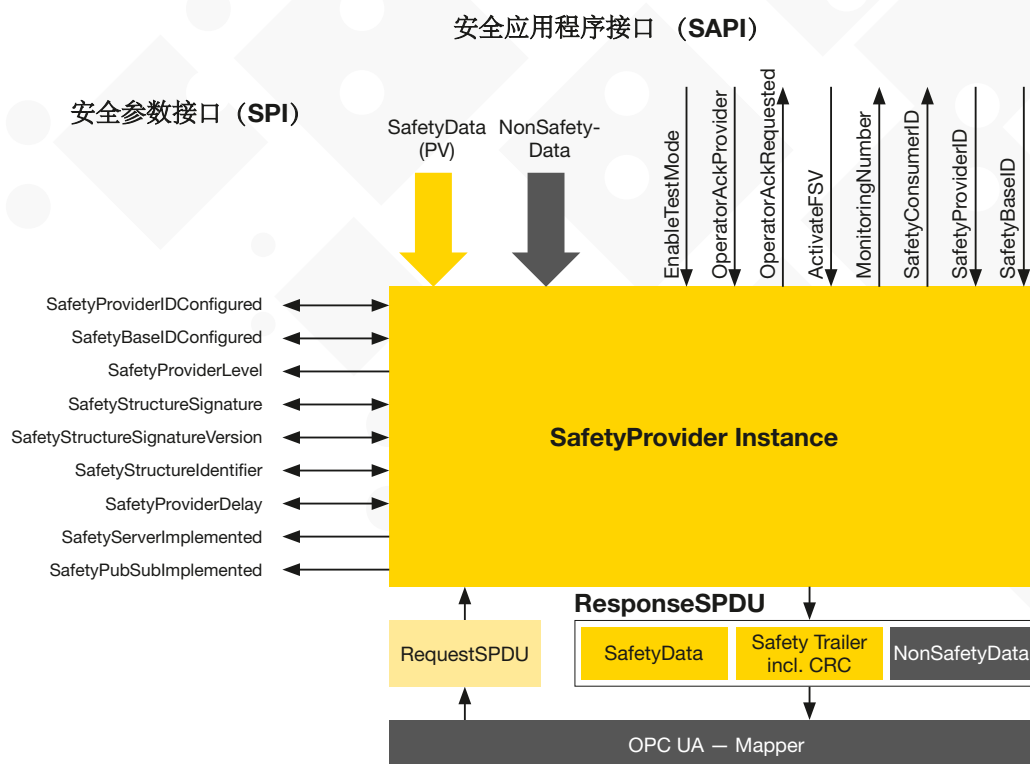 安全应用程序接口 （SAPI）
安全参数接口（SPI）
SafetyData
(PV)
NonSafety-
Data
EnableTestMode
OperatorAckProvider
OperatorAckRequested
ActivateFSV
MonitoringNumber
SafetyConsumerID
SafetyProviderID
SafetyBaseID
SafetyProviderIDConfigured
SafetyBaseIDConfigured
SafetyProviderLevel
SafetyStructureSignature
SafetyStructureSignatureVersion
SafetyStructureIdentifier
SafetyProviderDelay
SafetyServerImplemented
SafetyPubSubImplemented
SafetyProvider Instance
ResponseSPDU
RequestSPDU
SafetyData
Safety Trailer
incl. CRC
NonSafetyData
OPC UA — Mapper